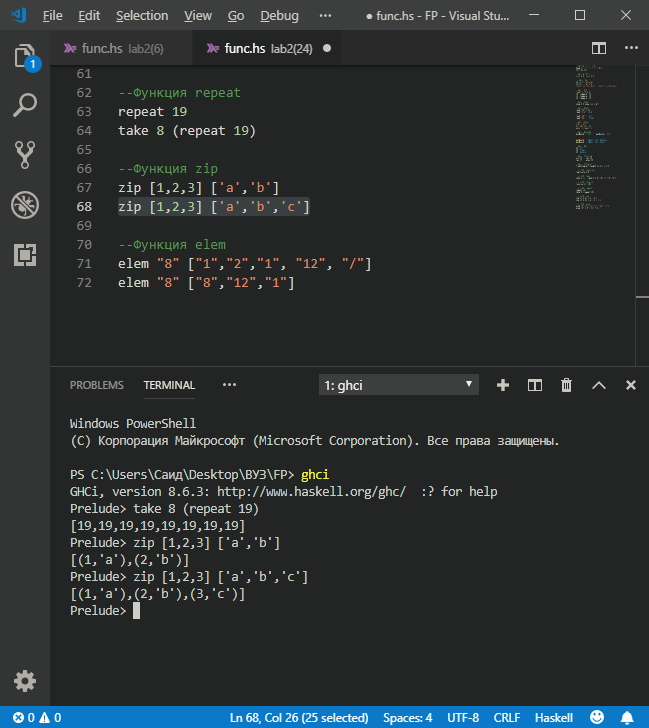 File Edit Selection View Go Debug ··· ● func.hs - FP - Visual Stu...
func.hs lab2(6) func.hs lab2(24) ●
61
62 --Функция repeat
63 repeat 19
64 take 8 (repeat 19)
65
66 --Функция zip
67 zip [1,2,3] ['a','b']
68 zip [1,2,3] ['a','b','c']
69
70 --Функция elem
71 elem "8" ["1","2","1", "12", "/"]
72 elem "8" ["8","12","1"]
1
PROBLEMS TERMINAL ··· 1: ghci
Windows PowerShell
(C) Корпорация Майкрософт (Microsoft Corporation). Все права защищены.
PS C:\Users\Саид\Desktop\ВУЗ\FP> ghci
GHCi, version 8.6.3: http://www.haskell.org/ghc/  :? for help
Prelude> take 8 (repeat 19)
[19,19,19,19,19,19,19,19]
Prelude> zip [1,2,3] ['a','b']
[(1,'a'),(2,'b')]
Prelude> zip [1,2,3] ['a','b','c']
[(1,'a'),(2,'b'),(3,'c')]
Prelude>
0 0 Ln 68, Col 26 (25 selected) Spaces: 4 UTF-8 CRLF Haskell